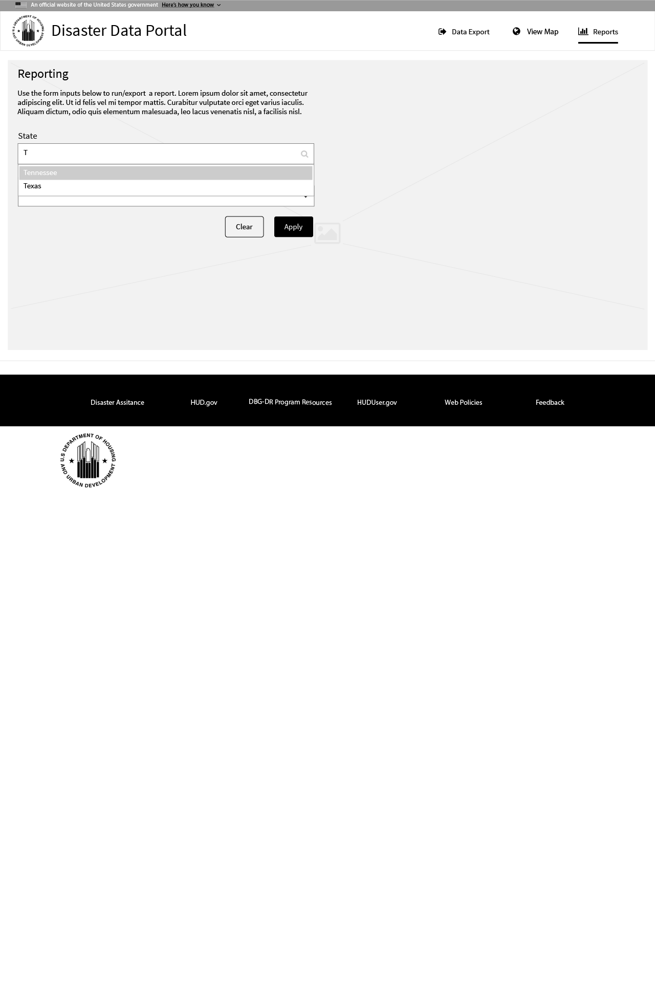 An official website of the United States government Here's how you know
U.S DEPARTMENT OF HOUSING AND URBAN DEVELOPMENT
Disaster Data Portal
Data Export
View Map
Reports
Reporting
Use the form inputs below to run/export  a report. Lorem ipsum dolor sit amet, consectetur
adipiscing elit. Ut id felis vel mi tempor mattis. Curabitur vulputate orci eget varius iaculis.
Aliquam dictum, odio quis elementum malesuada, leo lacus venenatis nisl, a facilisis nisl.
State
T
Tennessee
Texas
Clear
Apply
Disaster Assitance
HUD.gov
DBG-DR Program Resources
HUDUser.gov
Web Policies
Feedback
U.S DEPARTMENT OF HOUSING AND URBAN DEVELOPMENT